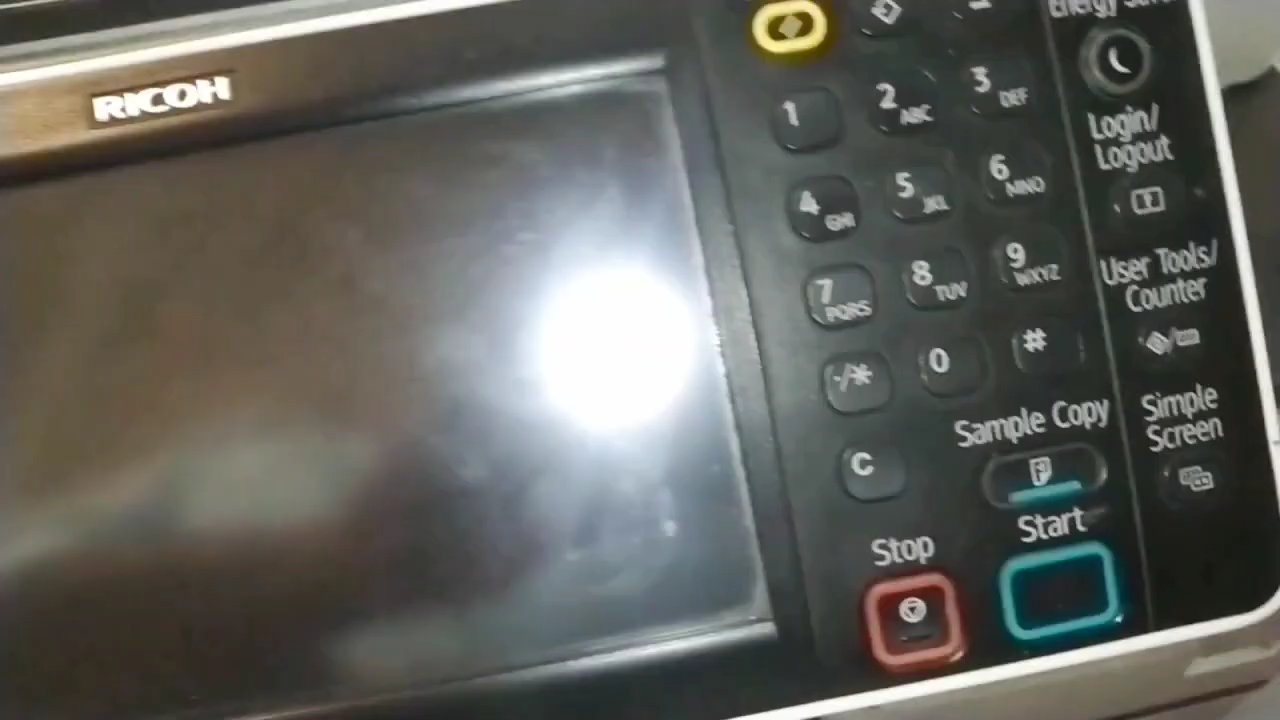 Energy Save
RICOH
1
2 ABC
3 DEF
Login/
Logout
4 GHI
5 JKL
6 MNO
7 PQRS
8 TUV
9 WXYZ
User Tools/
Counter
./*
0
#
Simple
Screen
Sample Copy
C
Stop
Start